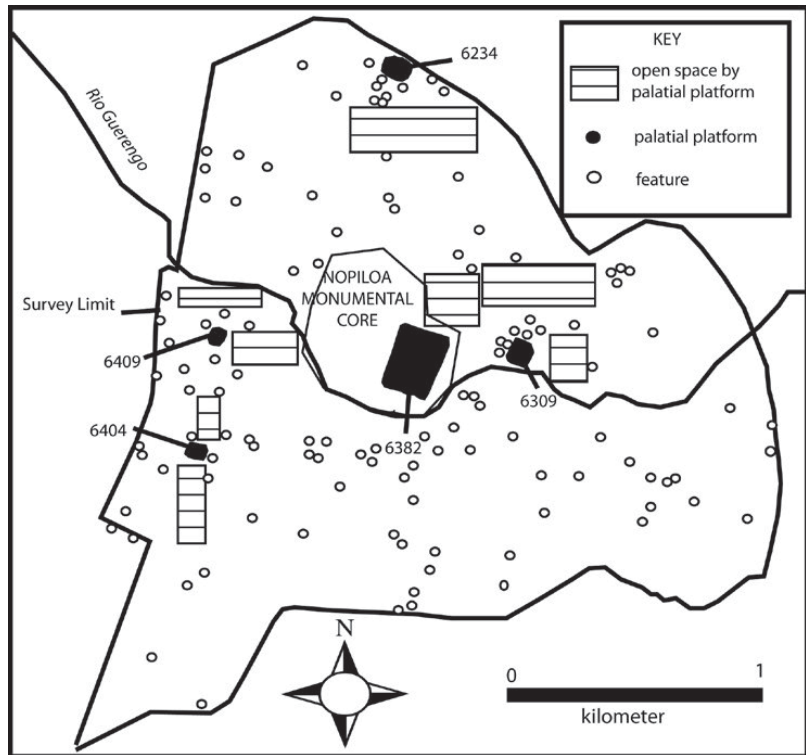 6234
KEY
open space by
palatial platform
palatial platform
feature
Rio Guerengo
NOPILOA
MONUMENTAL
CORE
Survey Limit
6409
6404
6382
6309
N
0 1
kilometer